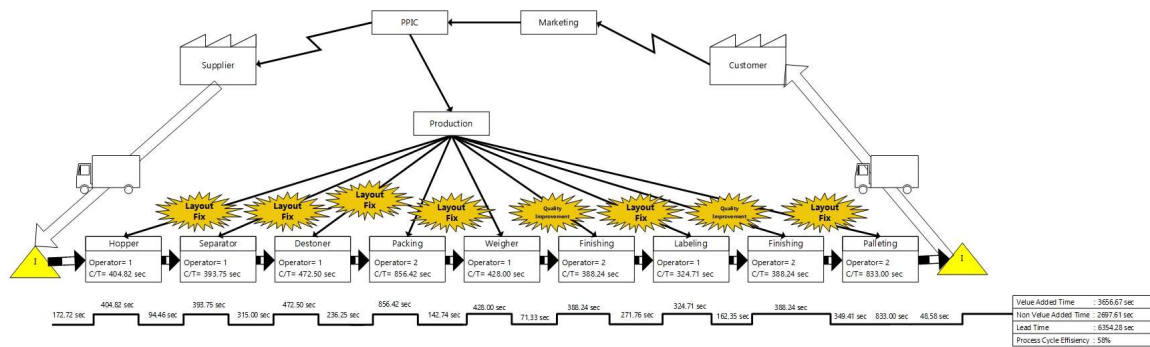 PPIC
Marketing
Supplier
Customer
Production
Layout
Fix
Layout
Fix
Layout
Fix
Layout
Fix
Quality
Improvement
Layout
Fix
Quality
Improvement
Layout
Fix
I
Hopper
Operator= 1
C/T= 404.82 sec
Separator
Operator= 1
C/T= 393.75 sec
Destoner
Operator= 1
C/T= 472.50 sec
Packing
Operator= 2
C/T= 856.42 sec
Weigher
Operator= 1
C/T= 428.00 sec
Finishing
Operator= 2
C/T= 388.24 sec
Labeling
Operator= 1
C/T= 324.71 sec
Finishing
Operator= 2
C/T= 388.24 sec
Palleting
Operator= 2
C/T= 833.00 sec
I
172.72 sec
404.82 sec
94.46 sec
393.75 sec
315.00 sec
472.50 sec
236.25 sec
856.42 sec
142.74 sec
428.00 sec
71.33 sec
388.24 sec
271.76 sec
324.71 sec
162.35 sec
388.24 sec
349.41 sec
833.00 sec
48.58 sec
Velue Added Time : 3656.67 sec
Non Velue Added Time : 2697.61 sec
Lead Time : 6354.28 sec
Process Cycle Effisiency : 58%